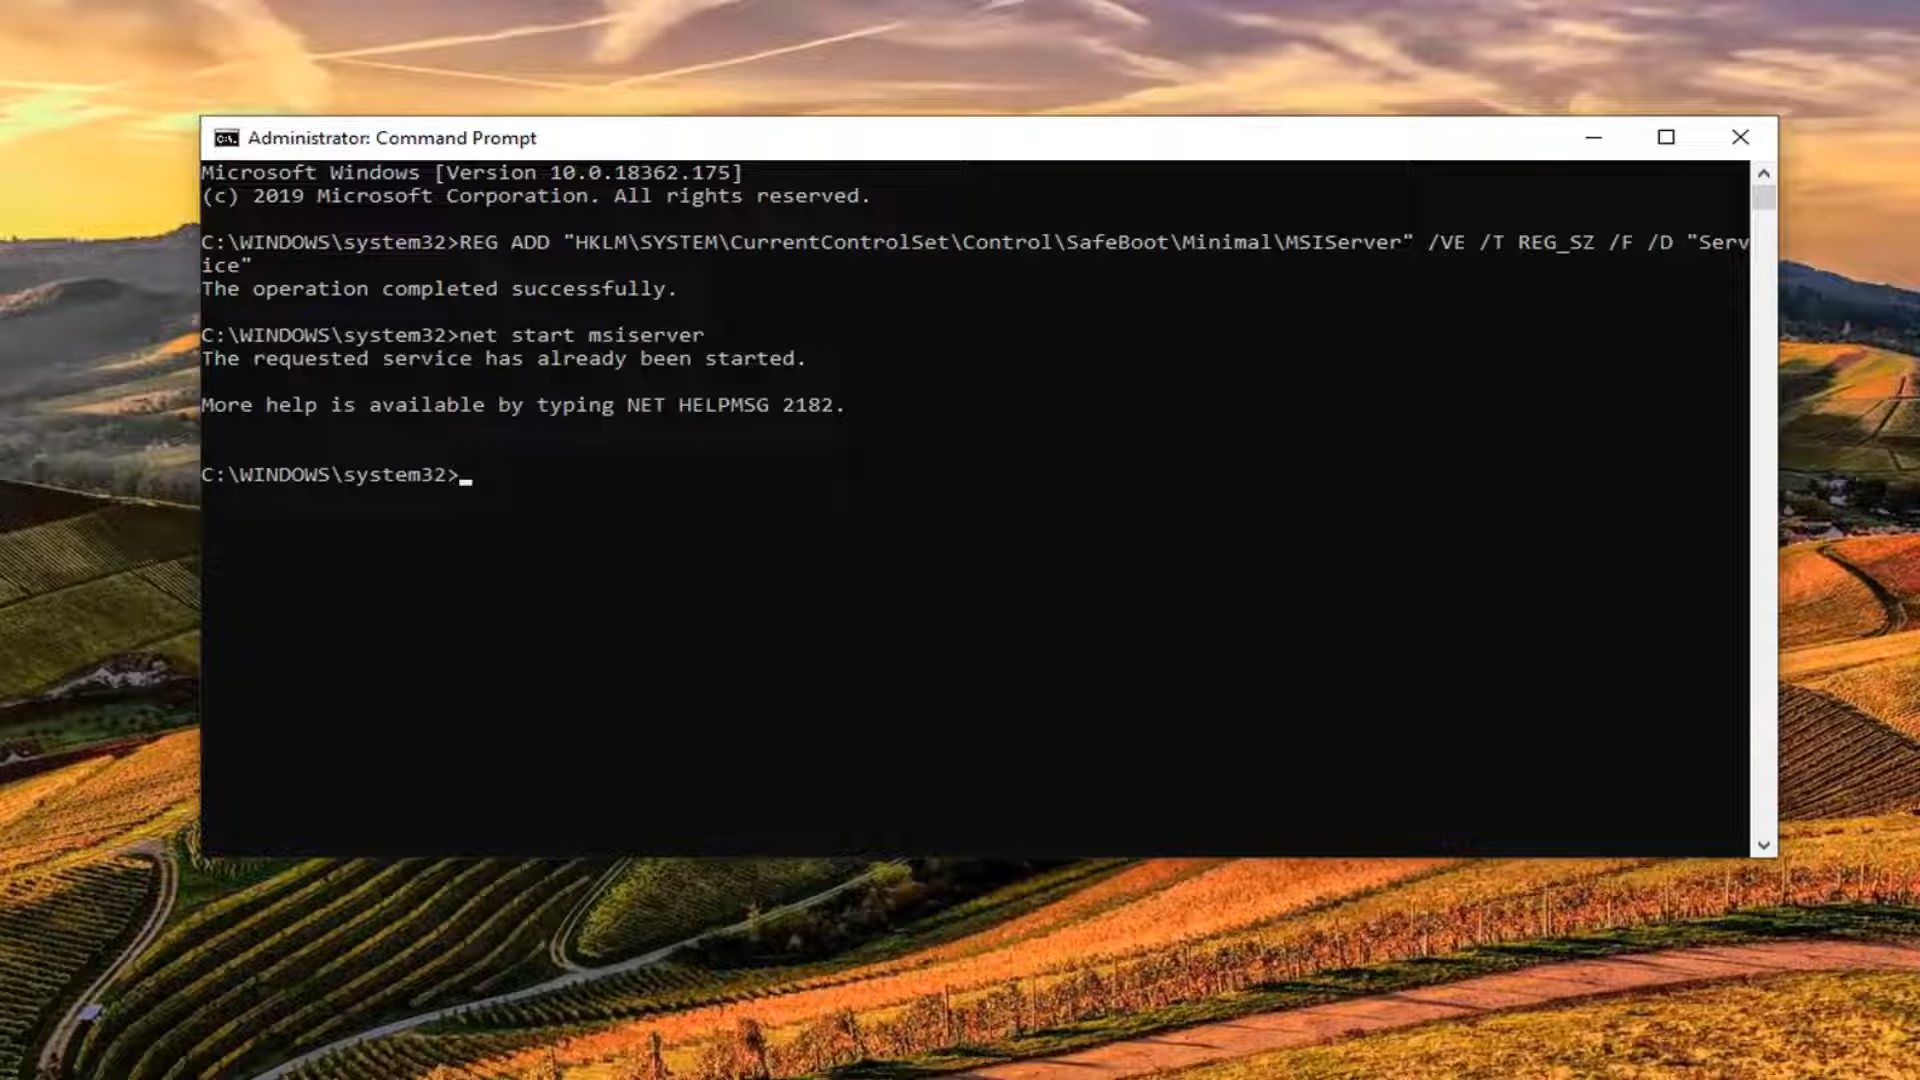 Administrator: Command Prompt
Microsoft Windows [Version 10.0.18362.175]
(c) 2019 Microsoft Corporation. All rights reserved.
C:\WINDOWS\system32>REG ADD "HKLM\SYSTEM\CurrentControlSet\Control\SafeBoot\Minimal\MSIServer" /VE /T REG_SZ /F /D "Serv
ice"
The operation completed successfully.
C:\WINDOWS\system32>net start msiserver
The requested service has already been started.
More help is available by typing NET HELPMSG 2182.
C:\WINDOWS\system32>